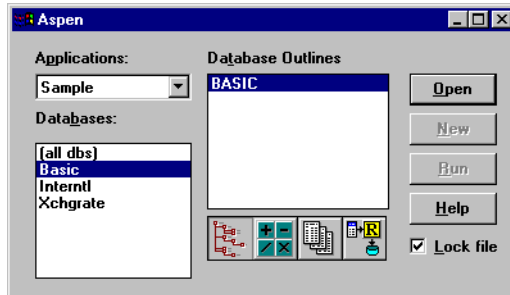 Aspen
Applications:
Sample
Databases:
(all dbs)
Basic
Interntl
Xchgrate
Database Outlines
BASIC
R
Open
New
Run
Help
Lock file